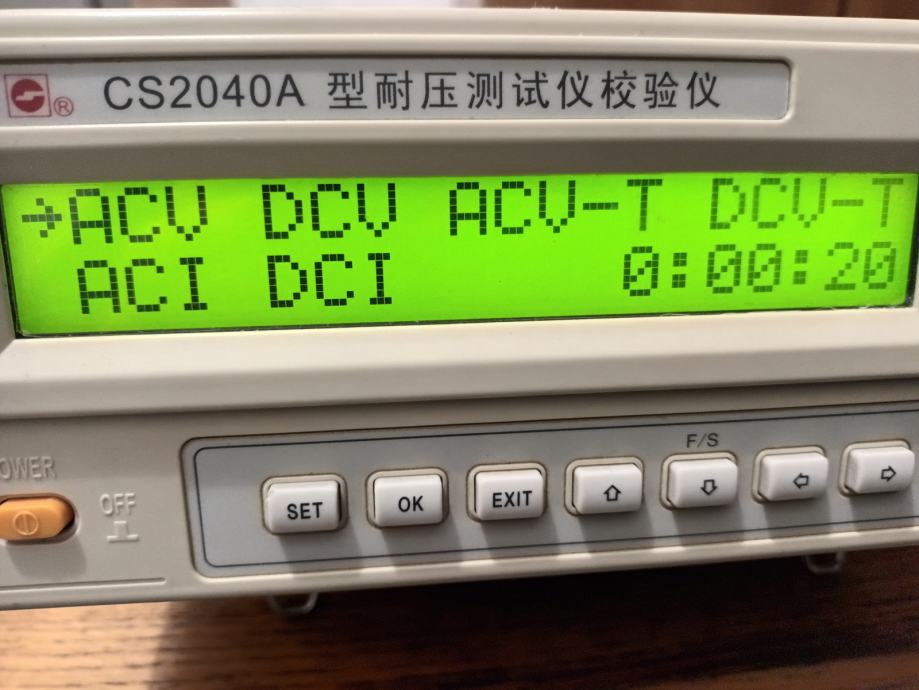 ® CS2040A 型耐压测试仪校验仪
→ACV DCV ACV-T DCV-T
ACI DCI 0:00:20
OWER
OFF
F/S
SET OK EXIT ⇧ ⇩ ⇦ ⇨